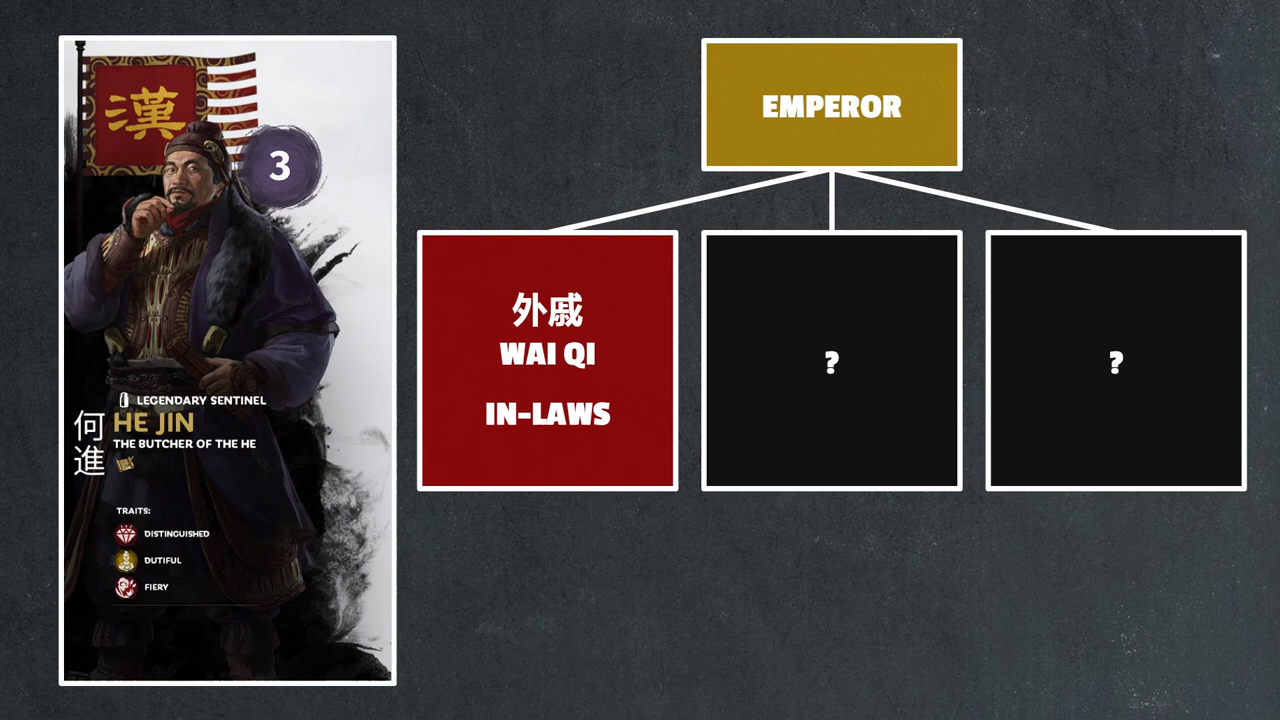 漢
3
LEGENDARY SENTINEL
何進
HE JIN
THE BUTCHER OF THE HE
TRAITS:
DISTINGUISHED
DUTIFUL
FIERY
EMPEROR
外戚
WAI QI
IN-LAWS
?
?